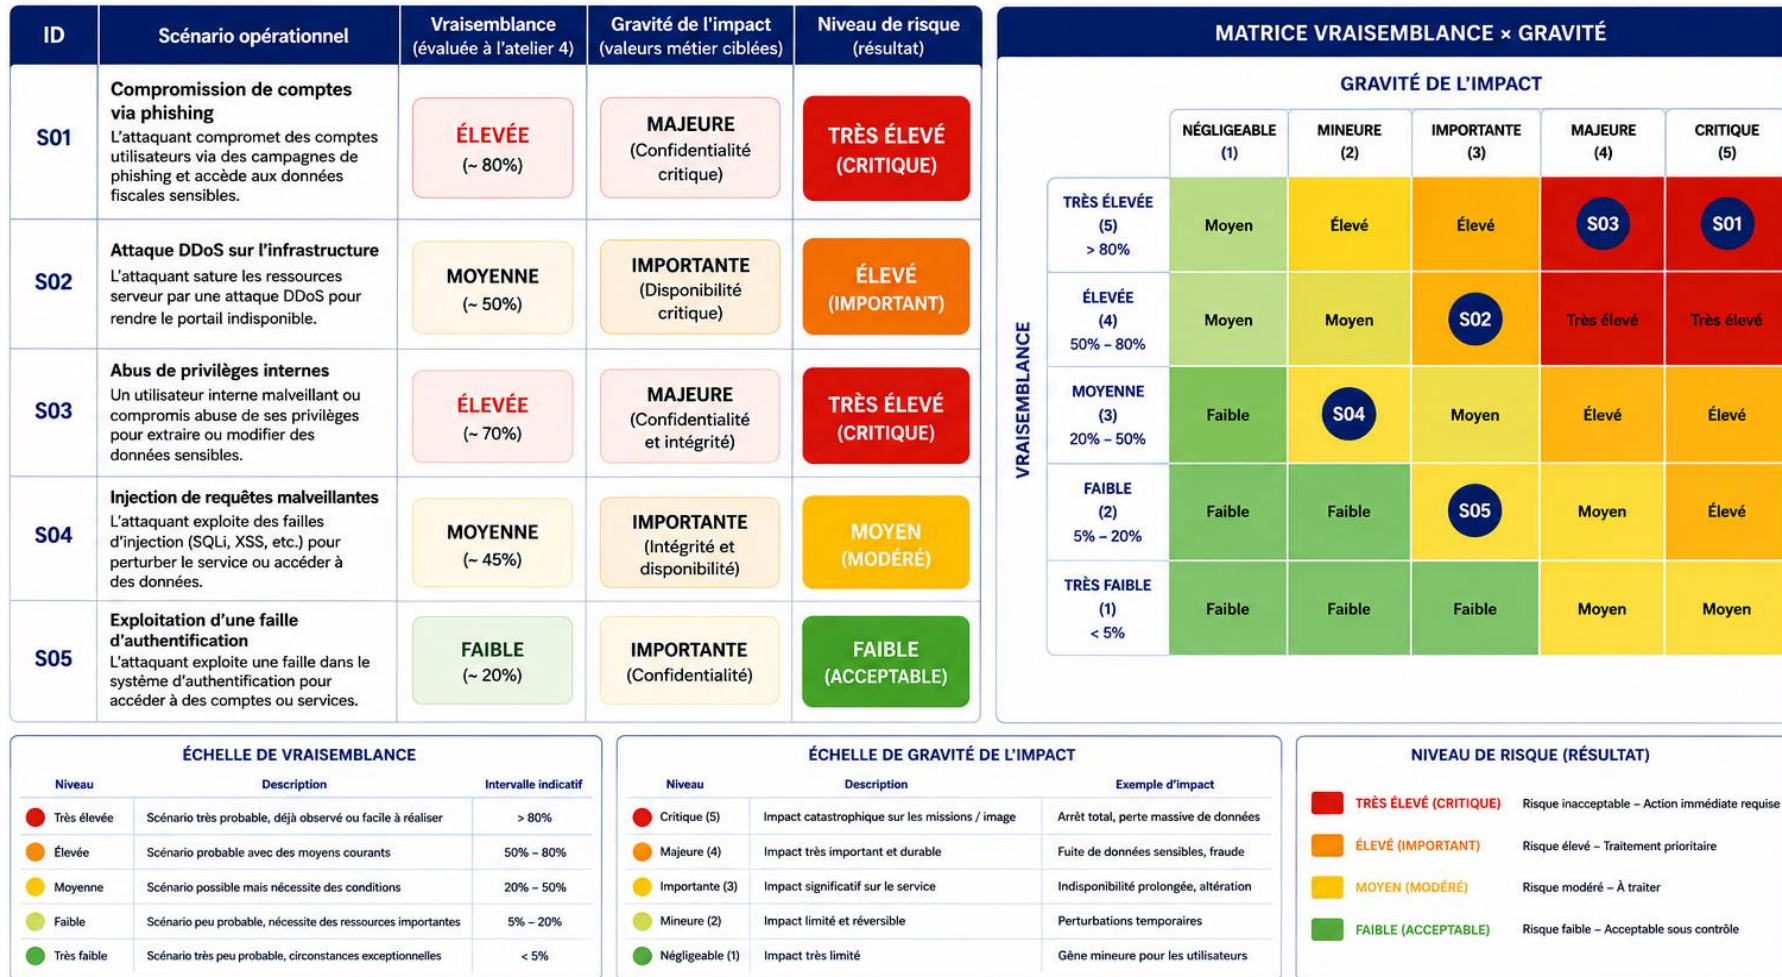 ID
Scénario opérationnel
Vraisemblance
(évaluée à l'atelier 4)
Gravité de l'impact
(valeurs métier ciblées)
Niveau de risque
(résultat)
S01
Compromission de comptes
via phishing
L'attaquant compromet des comptes
utilisateurs via des campagnes de
phishing et accède aux données
fiscales sensibles.
ÉLEVÉE
(~ 80%)
MAJEURE
(Confidentialité
critique)
TRÈS ÉLEVÉ
(CRITIQUE)
S02
Attaque DDoS sur l'infrastructure
L'attaquant sature les ressources
serveur par une attaque DDoS pour
rendre le portail indisponible.
MOYENNE
(~ 50%)
IMPORTANTE
(Disponibilité
critique)
ÉLEVÉ
(IMPORTANT)
S03
Abus de privilèges internes
Un utilisateur interne malveillant ou
compromis abuse de ses privilèges
pour extraire ou modifier des
données sensibles.
ÉLEVÉE
(~ 70%)
MAJEURE
(Confidentialité
et intégrité)
TRÈS ÉLEVÉ
(CRITIQUE)
S04
Injection de requêtes malveillantes
L'attaquant exploite des failles
d'injection (SQLi, XSS, etc.) pour
perturber le service ou accéder à
des données.
MOYENNE
(~ 45%)
IMPORTANTE
(Intégrité et
disponibilité)
MOYEN
(MODÉRÉ)
S05
Exploitation d'une faille
d'authentification
L'attaquant exploite une faille dans le
système d'authentification pour
accéder à des comptes ou services.
FAIBLE
(~ 20%)
IMPORTANTE
(Confidentialité)
FAIBLE
(ACCEPTABLE)
MATRICE VRAISEMBLANCE × GRAVITÉ
GRAVITÉ DE L'IMPACT
NÉGLIGEABLE
(1)
MINEURE
(2)
IMPORTANTE
(3)
MAJEURE
(4)
CRITIQUE
(5)
VRAISEMBLANCE
TRÈS ÉLEVÉE
(5)
> 80%
Moyen
Élevé
Élevé
S03
S01
ÉLEVÉE
(4)
50% – 80%
Moyen
Moyen
S02
Très élevé
Très élevé
MOYENNE
(3)
20% – 50%
Faible
S04
Moyen
Élevé
Élevé
FAIBLE
(2)
5% – 20%
Faible
Faible
S05
Moyen
Élevé
TRÈS FAIBLE
(1)
< 5%
Faible
Faible
Faible
Moyen
Moyen
ÉCHELLE DE VRAISEMBLANCE
Niveau Description Intervalle indicatif
Très élevée Scénario très probable, déjà observé ou facile à réaliser > 80%
Élevée Scénario probable avec des moyens courants 50% – 80%
Moyenne Scénario possible mais nécessite des conditions 20% – 50%
Faible Scénario peu probable, nécessite des ressources importantes 5% – 20%
Très faible Scénario très peu probable, circonstances exceptionnelles < 5%
ÉCHELLE DE GRAVITÉ DE L'IMPACT
Niveau Description Exemple d'impact
Critique (5) Impact catastrophique sur les missions / image Arrêt total, perte massive de données
Majeure (4) Impact très important et durable Fuite de données sensibles, fraude
Importante (3) Impact significatif sur le service Indisponibilité prolongée, altération
Mineure (2) Impact limité et réversible Perturbations temporaires
Négligeable (1) Impact très limité Gêne mineure pour les utilisateurs
NIVEAU DE RISQUE (RÉSULTAT)
TRÈS ÉLEVÉ (CRITIQUE) Risque inacceptable – Action immédiate requise
ÉLEVÉ (IMPORTANT) Risque élevé – Traitement prioritaire
MOYEN (MODÉRÉ) Risque modéré – À traiter
FAIBLE (ACCEPTABLE) Risque faible – Acceptable sous contrôle